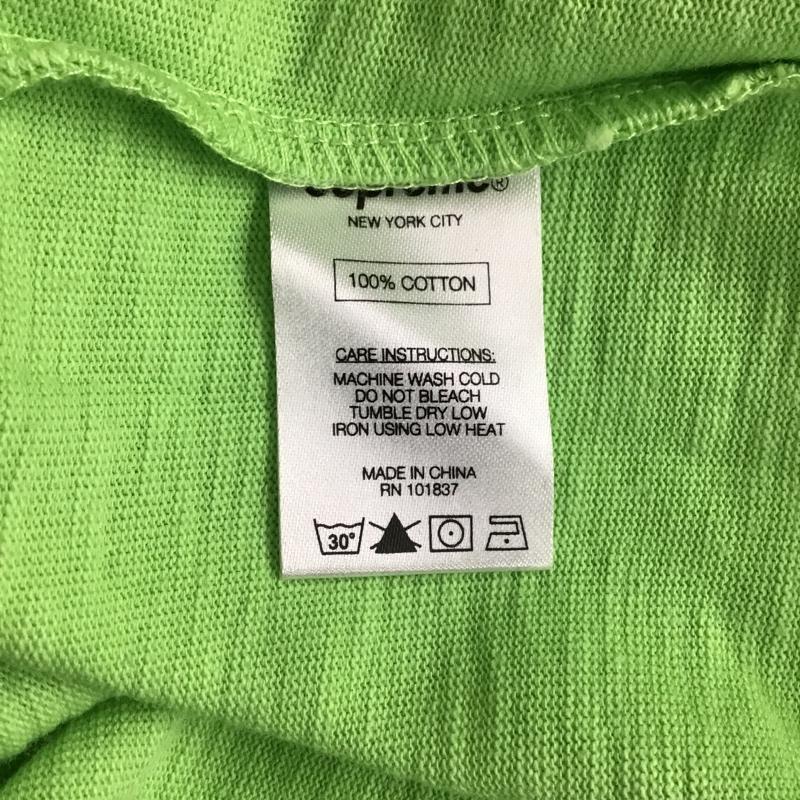 Supreme®
NEW YORK CITY
100% COTTON
CARE INSTRUCTIONS:
MACHINE WASH COLD
DO NOT BLEACH
TUMBLE DRY LOW
IRON USING LOW HEAT
MADE IN CHINA
RN 101837
30°